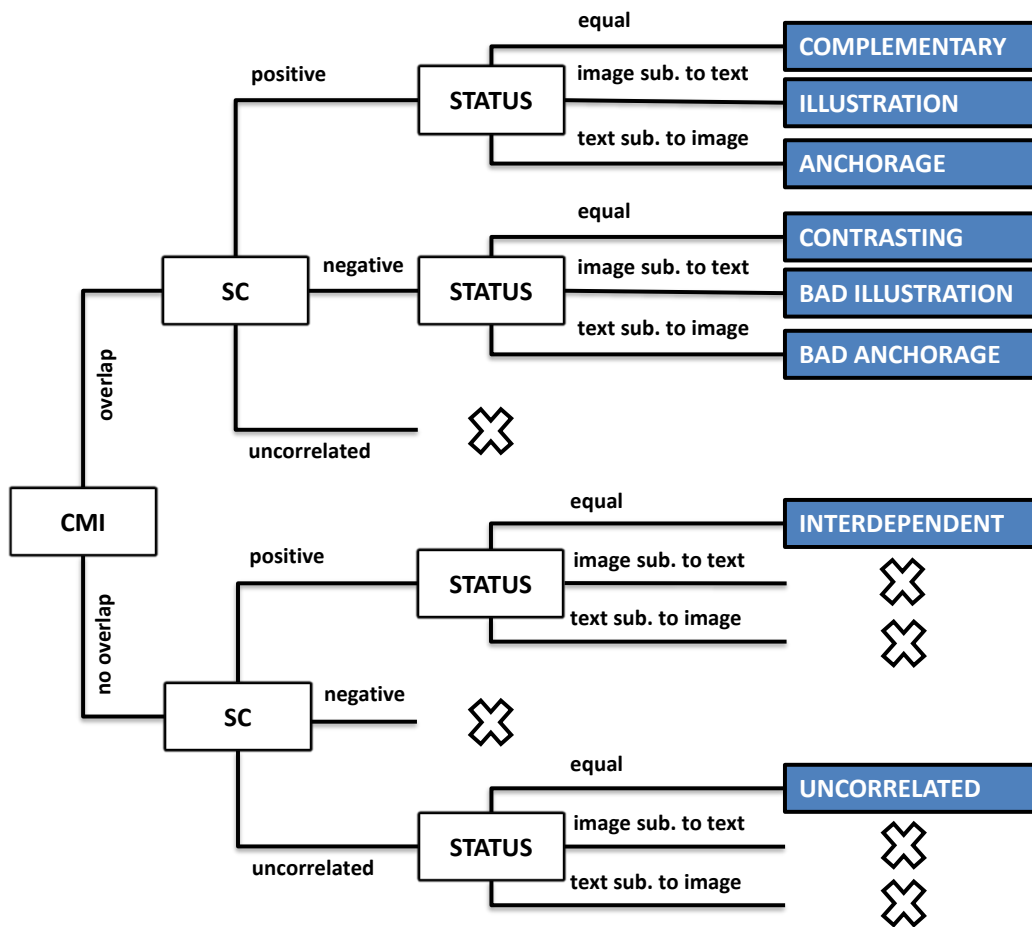 equal
COMPLEMENTARY
positive
image sub. to text
STATUS
ILLUSTRATION
text sub. to image
ANCHORAGE
equal
CONTRASTING
negative
image sub. to text
SC
STATUS
BAD ILLUSTRATION
text sub. to image
BAD ANCHORAGE
overlap
uncorrelated
CMI
equal
INTERDEPENDENT
positive
image sub. to text
STATUS
text sub. to image
no overlap
negative
SC
equal
UNCORRELATED
image sub. to text
STATUS
uncorrelated
text sub. to image